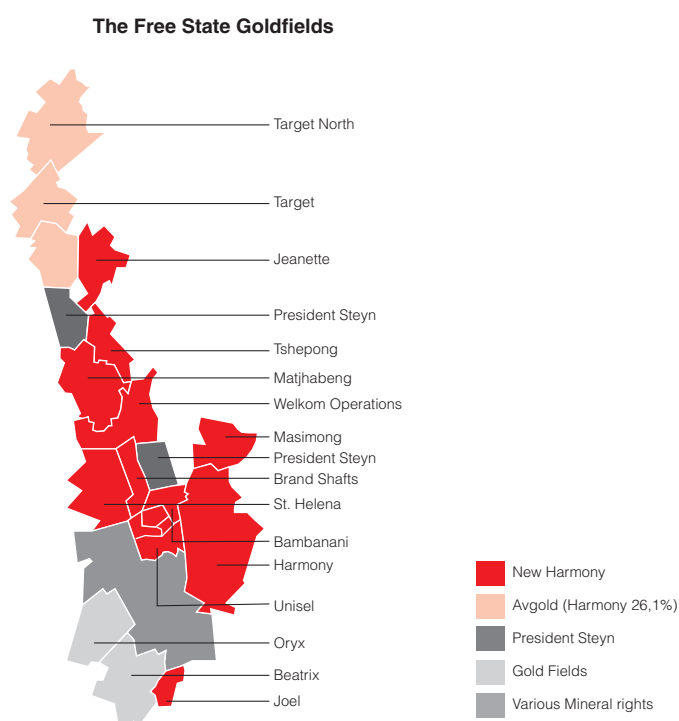 The Free State Goldfields
Target North
Target
Jeanette
President Steyn
Tshepong
Matjhabeng
Welkom Operations
Masimong
President Steyn
Brand Shafts
St. Helena
Bambanani
Harmony
Unisel
Oryx
Beatrix
Joel
New Harmony
Avgold (Harmony 26,1%)
President Steyn
Gold Fields
Various Mineral rights